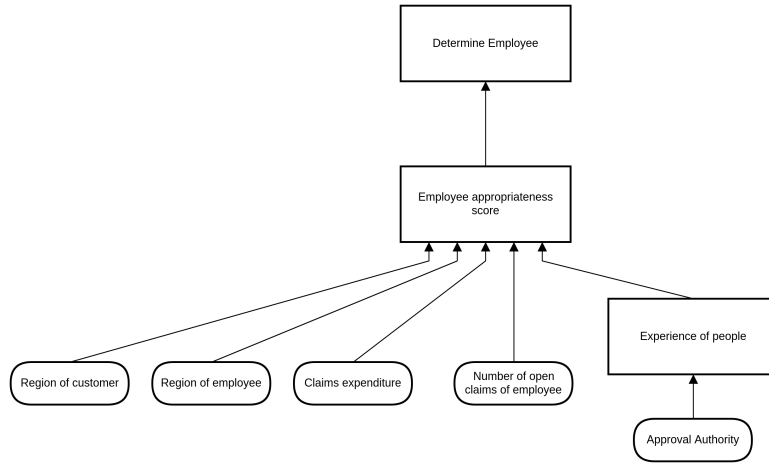 Determine Employee
Employee appropriateness
score
Experience of people
Region of customer
Region of employee
Claims expenditure
Number of open
claims of employee
Approval Authority